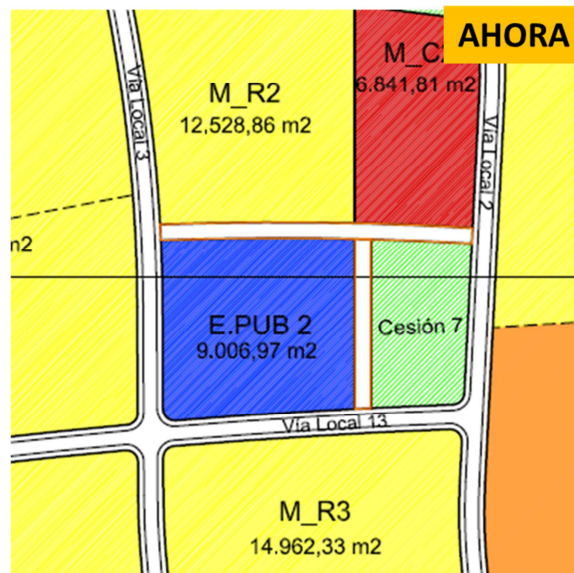 AHORA
M_C2
6.841,81 m2
M_R2
12,528,86 m2
Vía Local 3
Vía Local 2
m2
E.PUB 2
9.006,97 m2
Cesión 7
Vía Local 13
M_R3
14.962,33 m2